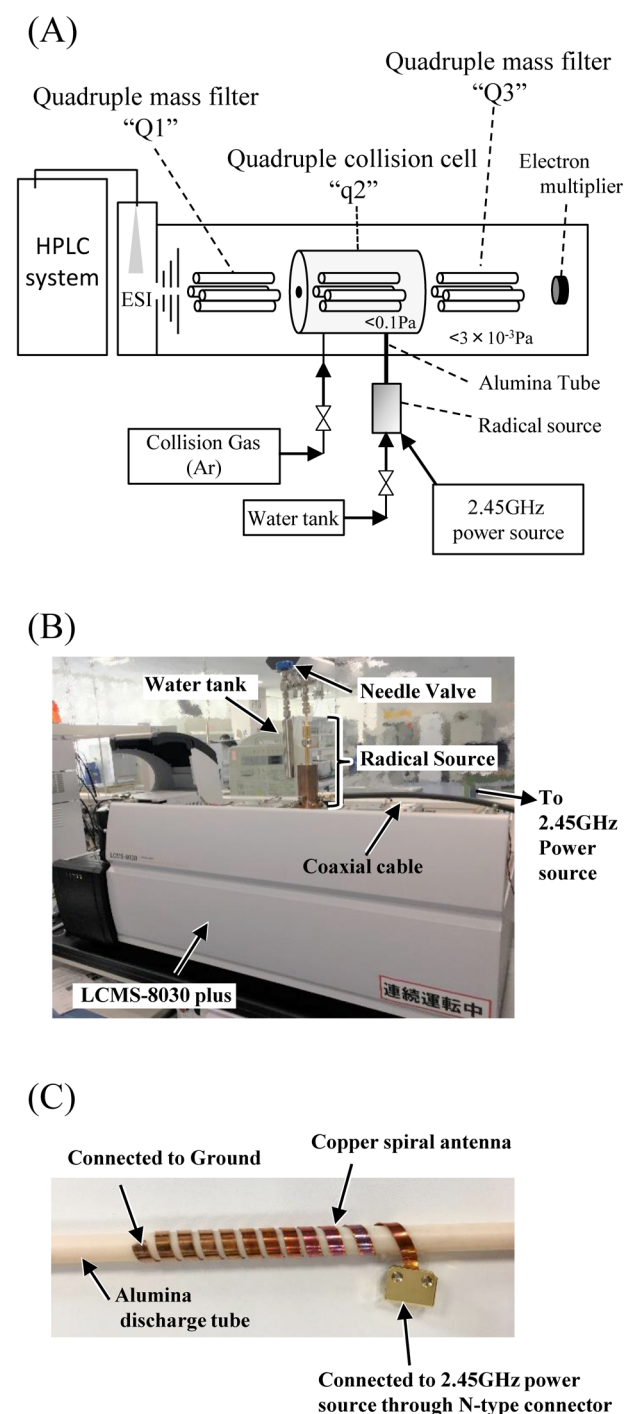 (A)
Quadruple mass filter
“Q3”
Quadruple mass filter
“Q1”
Quadruple collision cell
“q2”
Electron
multiplier
HPLC
system
ESI
<0.1Pa
<3 × 10-3Pa
Alumina Tube
Radical source
Collision Gas
(Ar)
Water tank
2.45GHz
power source
(B)
Water tank
Needle Valve
Radical Source
To
2.45GHz
Power
source
Coaxial cable
LCMS-8030
LCMS-8030 plus
連続運転中
(C)
Copper spiral antenna
Connected to Ground
Alumina
discharge tube
Connected to 2.45GHz power
source through N-type connector